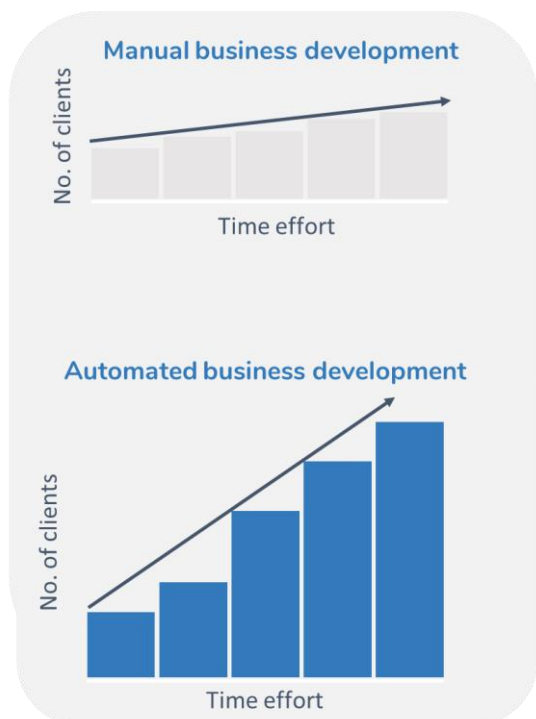 Manual business development
No. of clients
Time effort
Automated business development
No. of clients
Time effort